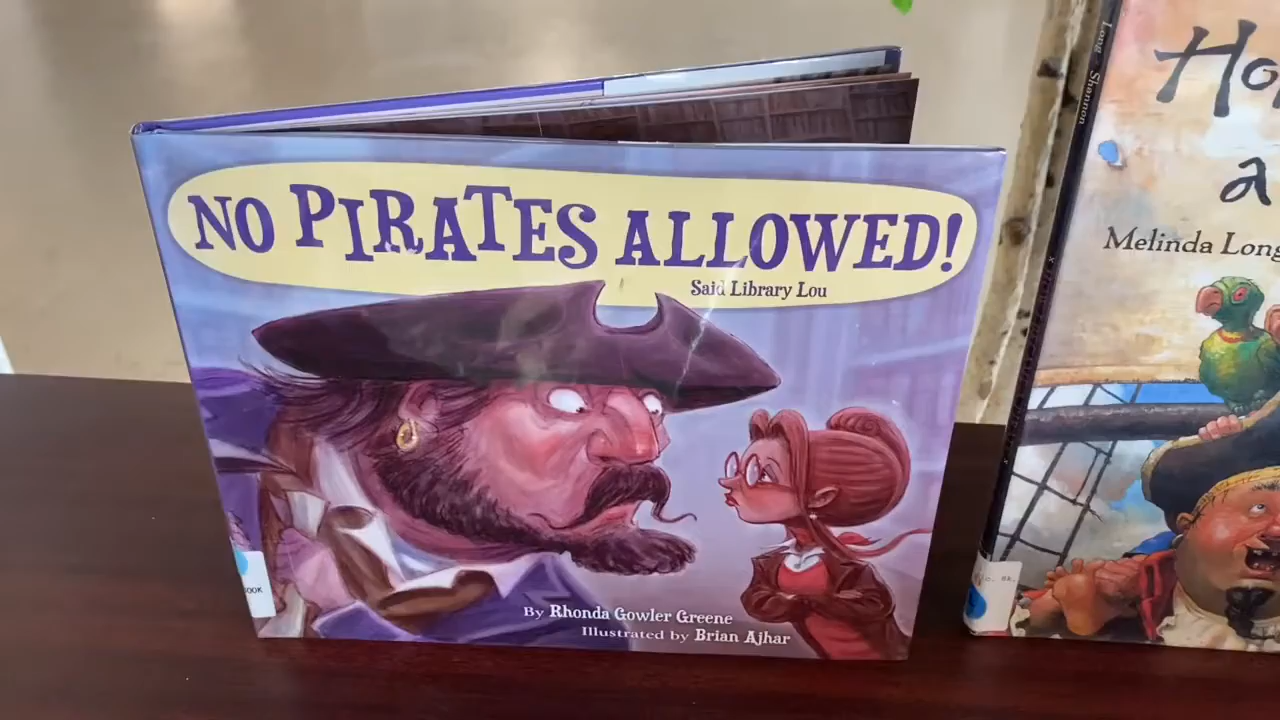 NO PIRATES ALLOWED!
Said Library Lou
By Rhonda Gowler Greene
Illustrated by Brian Ajhar
OOK
Long Shannon
Ho
a
Melinda Long